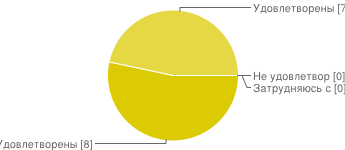 Удовлетворены [7
Не удовлетвор [0]
Затрудняюсь с [0]
Удовлетворены [8]